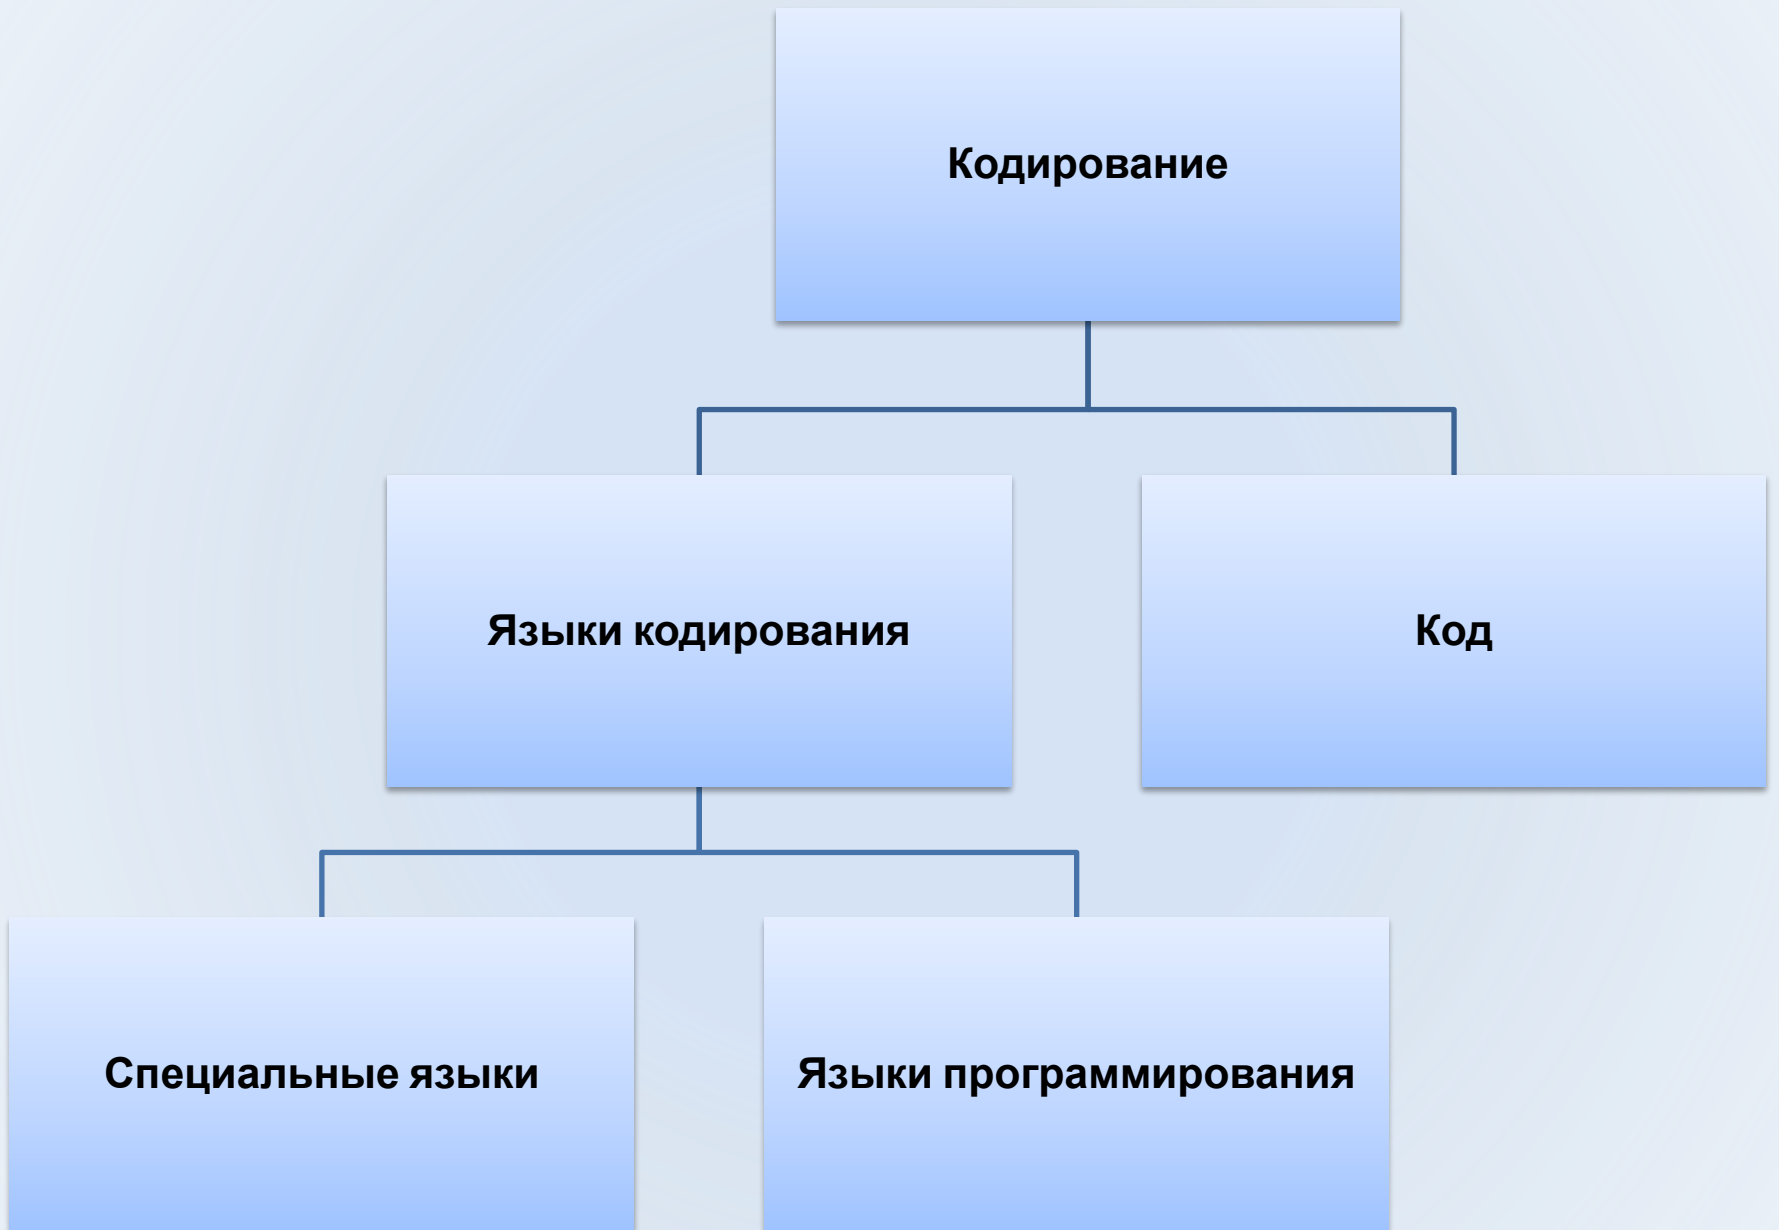 Кодирование
Языки кодирования
Код
Специальные языки
Языки программирования